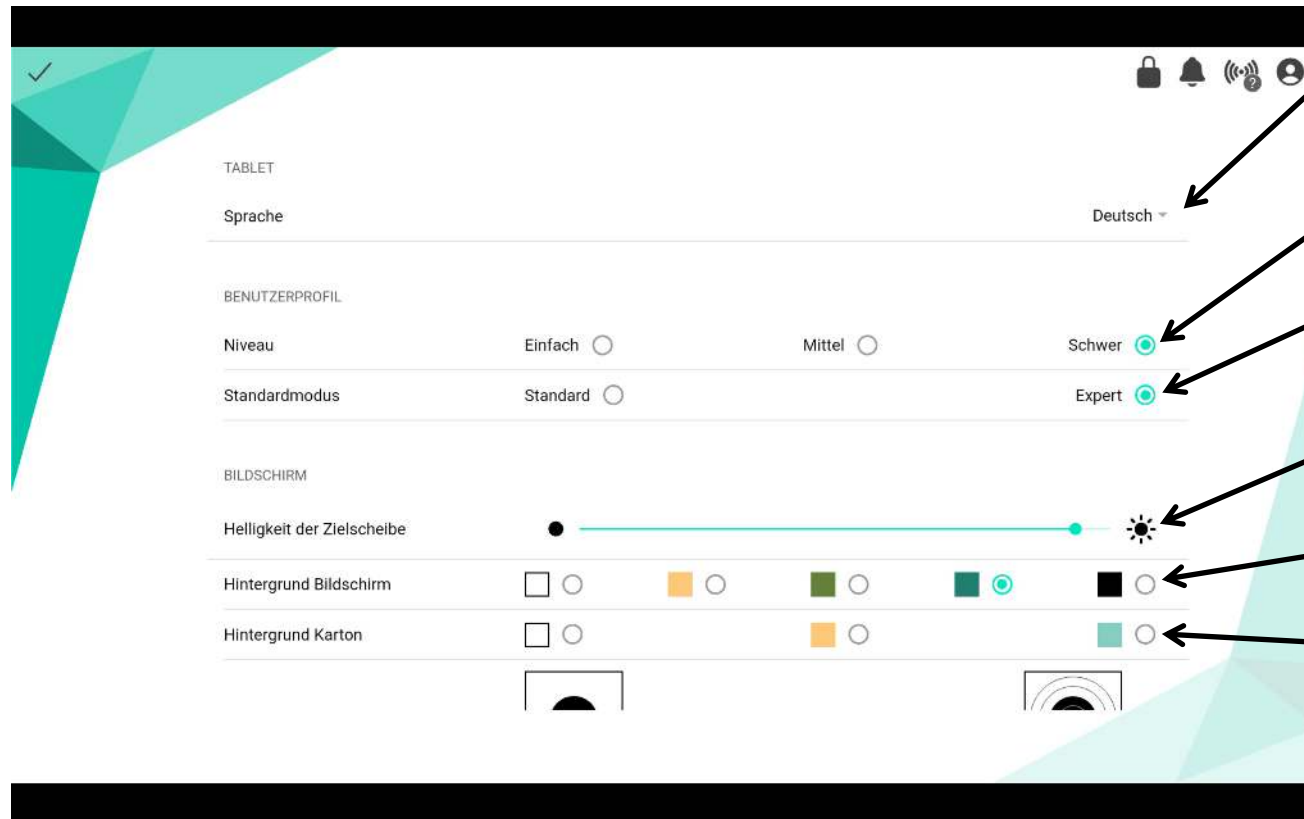 ?
TABLET
Sprache Deutsch
BENUTZERPROFIL
Niveau Einfach Mittel Schwer
Standardmodus Standard Expert
BILDSCHIRM
Helligkeit der Zielscheibe
Hintergrund Bildschirm
Hintergrund Karton